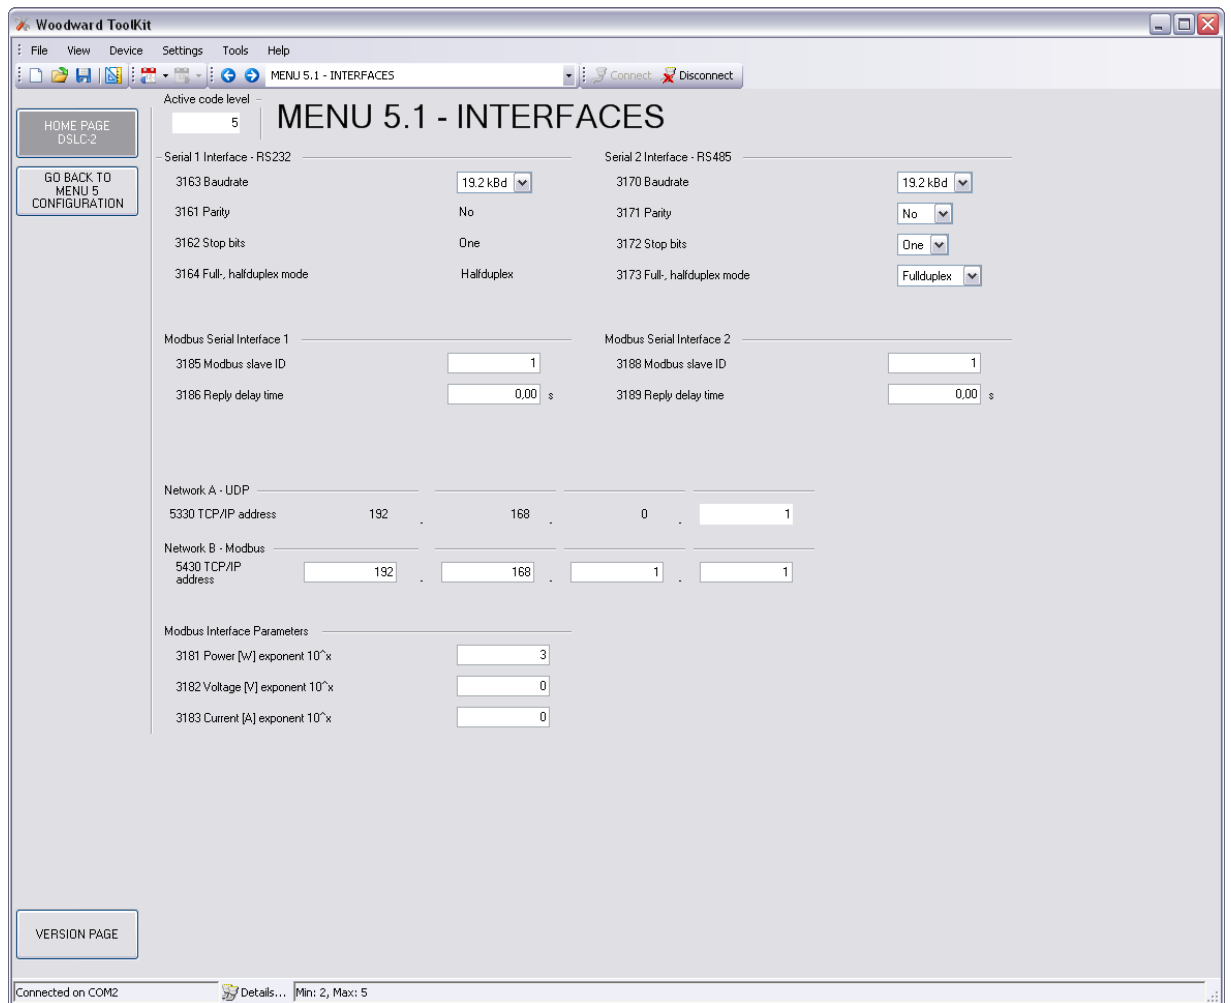 Woodward ToolKit
File View Device Settings Tools Help
MENU 5.1 - INTERFACES Connect Disconnect
Active code level
5
MENU 5.1 - INTERFACES
HOME PAGE
DSLC-2
GO BACK TO
MENU 5
CONFIGURATION
Serial 1 Interface - RS232 Serial 2 Interface - RS485
3163 Baudrate 19.2 kBd 3170 Baudrate 19.2 kBd
3161 Parity No 3171 Parity No
3162 Stop bits One 3172 Stop bits One
3164 Full-, halfduplex mode Halfduplex 3173 Full-, halfduplex mode Fullduplex
Modbus Serial Interface 1 Modbus Serial Interface 2
3185 Modbus slave ID 1 3188 Modbus slave ID 1
3186 Reply delay time 0,00 s 3189 Reply delay time 0,00 s
Network A - UDP
5330 TCP/IP address 192 . 168 . 0 . 1
Network B - Modbus
5430 TCP/IP
address 192 . 168 . 1 . 1
Modbus Interface Parameters
3181 Power [W] exponent 10^x 3
3182 Voltage [V] exponent 10^x 0
3183 Current [A] exponent 10^x 0
VERSION PAGE
Connected on COM2 Details... Min: 2, Max: 5